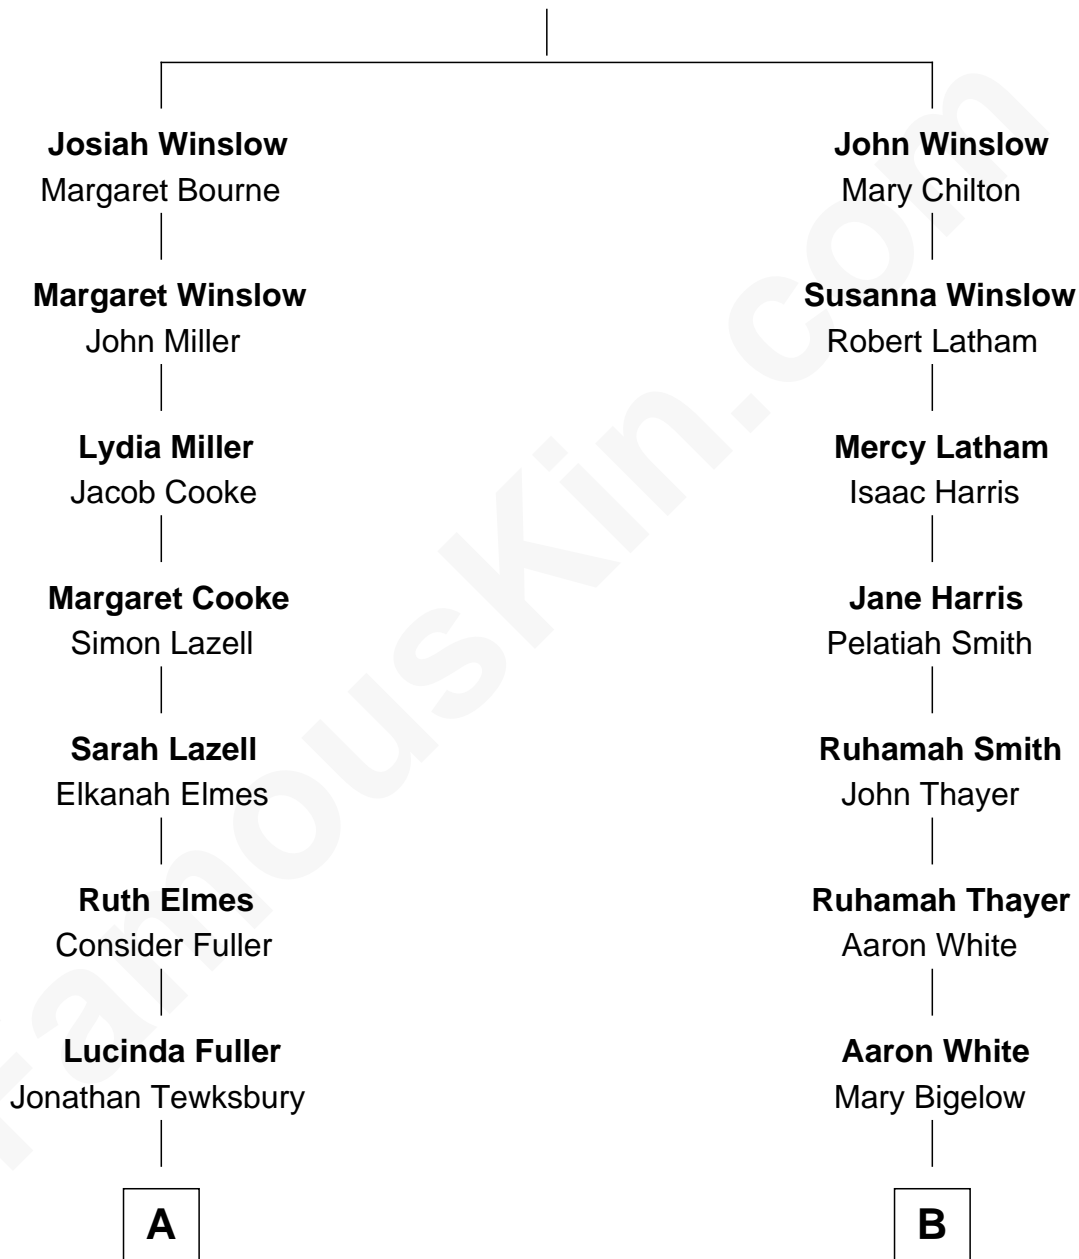 Josiah Winslow
Margaret Bourne
Margaret Winslow
John Miller
Lydia Miller
Jacob Cooke
Margaret Cooke
Simon Lazell
Sarah Lazell
Elkanah Elmes
Ruth Elmes
Consider Fuller
Lucinda Fuller
Jonathan Tewksbury
A
John Winslow
Mary Chilton
Susanna Winslow
Robert Latham
Mercy Latham
Isaac Harris
Jane Harris
Pelatiah Smith
Ruhamah Smith
John Thayer
Ruhamah Thayer
Aaron White
Aaron White
Mary Bigelow
B
FamousKin.com